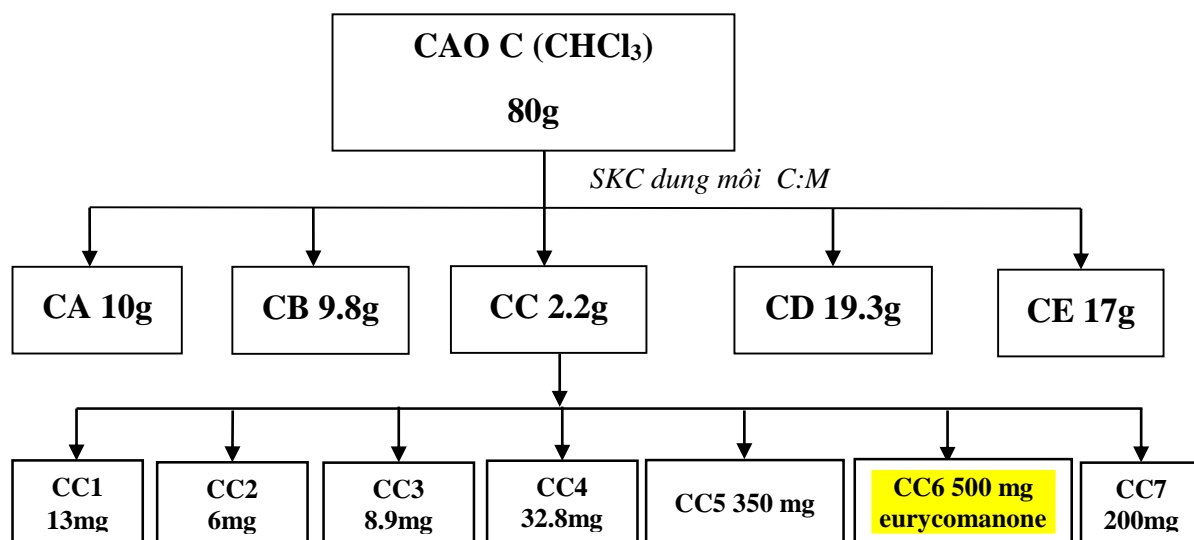 CAO C (CHCl₃)
80g
SKC dung môi C:M
CA 10g
CB 9.8g
CC 2.2g
CD 19.3g
CE 17g
CC1
13mg
CC2
6mg
CC3
8.9mg
CC4
32.8mg
CC5 350 mg
CC6 500 mg
eurycomanone
CC7
200mg